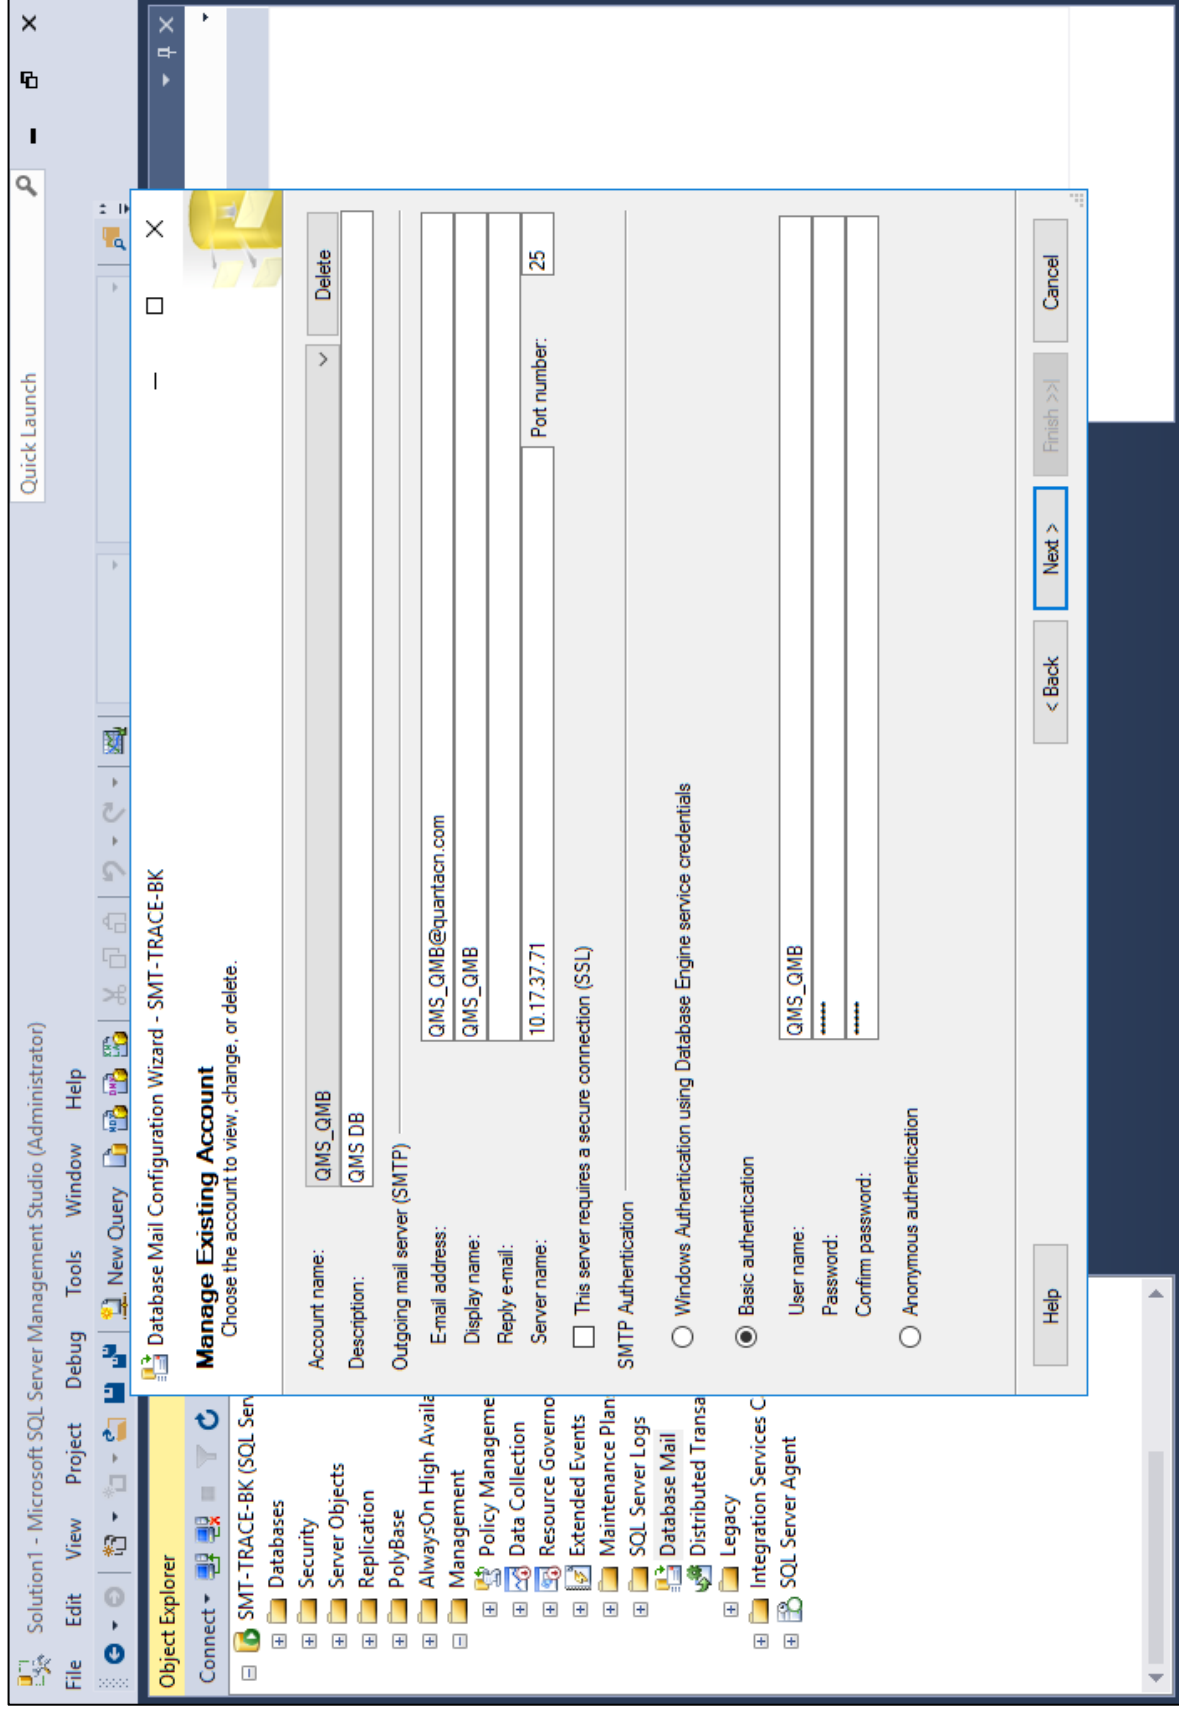 Solution1 - Microsoft SQL Server Management Studio (Administrator)
Quick Launch
File Edit View Project Debug Tools Window Help
New Query
Object Explorer
Connect
SMT-TRACE-BK (SQL Ser
Databases
Security
Server Objects
Replication
PolyBase
AlwaysOn High Availa
Management
Policy Manageme
Data Collection
Resource Governo
Extended Events
Maintenance Plan
SQL Server Logs
Database Mail
Distributed Transa
Legacy
Integration Services C
SQL Server Agent
Database Mail Configuration Wizard - SMT-TRACE-BK
Manage Existing Account
Choose the account to view, change, or delete.
Account name: QMS_QMB Delete
Description: QMS DB
Outgoing mail server (SMTP)
E-mail address: QMS_QMB@quantacn.com
Display name: QMS_QMB
Reply e-mail:
Server name: 10.17.37.71 Port number: 25
This server requires a secure connection (SSL)
SMTP Authentication
Windows Authentication using Database Engine service credentials
Basic authentication
User name: QMS_QMB
Password: •••••
Confirm password: •••••
Anonymous authentication
Help < Back Next > Finish >>| Cancel